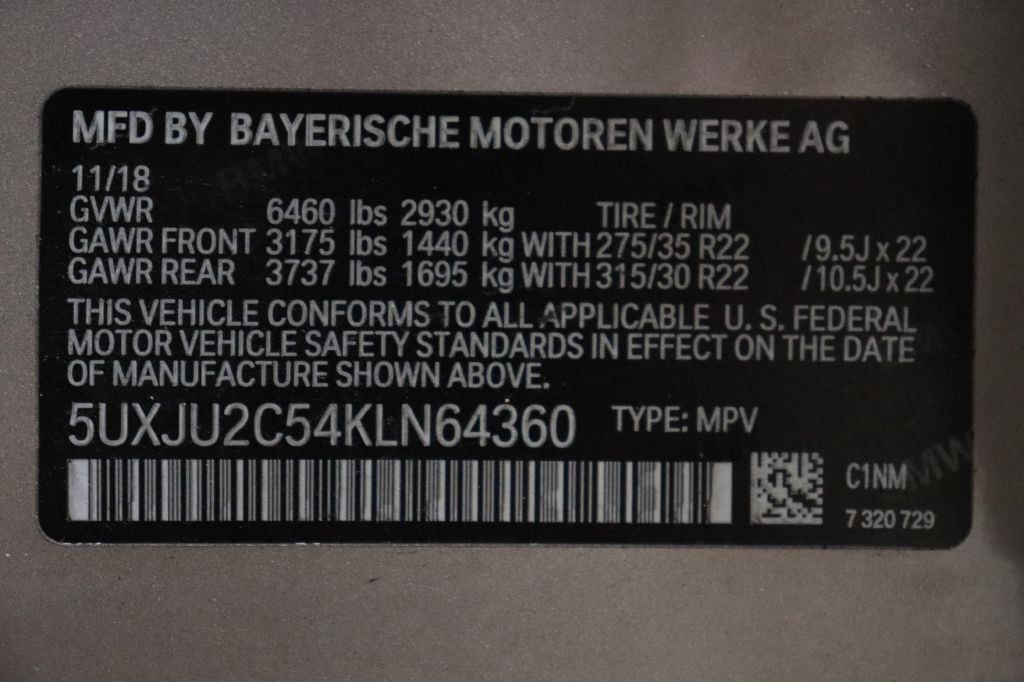 MFD BY BAYERISCHE MOTOREN WERKE AG
11/18
GVWR 6460 lbs 2930 kg TIRE / RIM
GAWR FRONT 3175 lbs 1440 kg WITH 275/35 R22 /9.5J x 22
GAWR REAR 3737 lbs 1695 kg WITH 315/30 R22 /10.5J x 22
THIS VEHICLE CONFORMS TO ALL APPLICABLE U. S. FEDERAL
MOTOR VEHICLE SAFETY STANDARDS IN EFFECT ON THE DATE
OF MANUFACTURE SHOWN ABOVE.
5UXJU2C54KLN64360 TYPE: MPV
C1NM
7 320 729
BMW
BMW